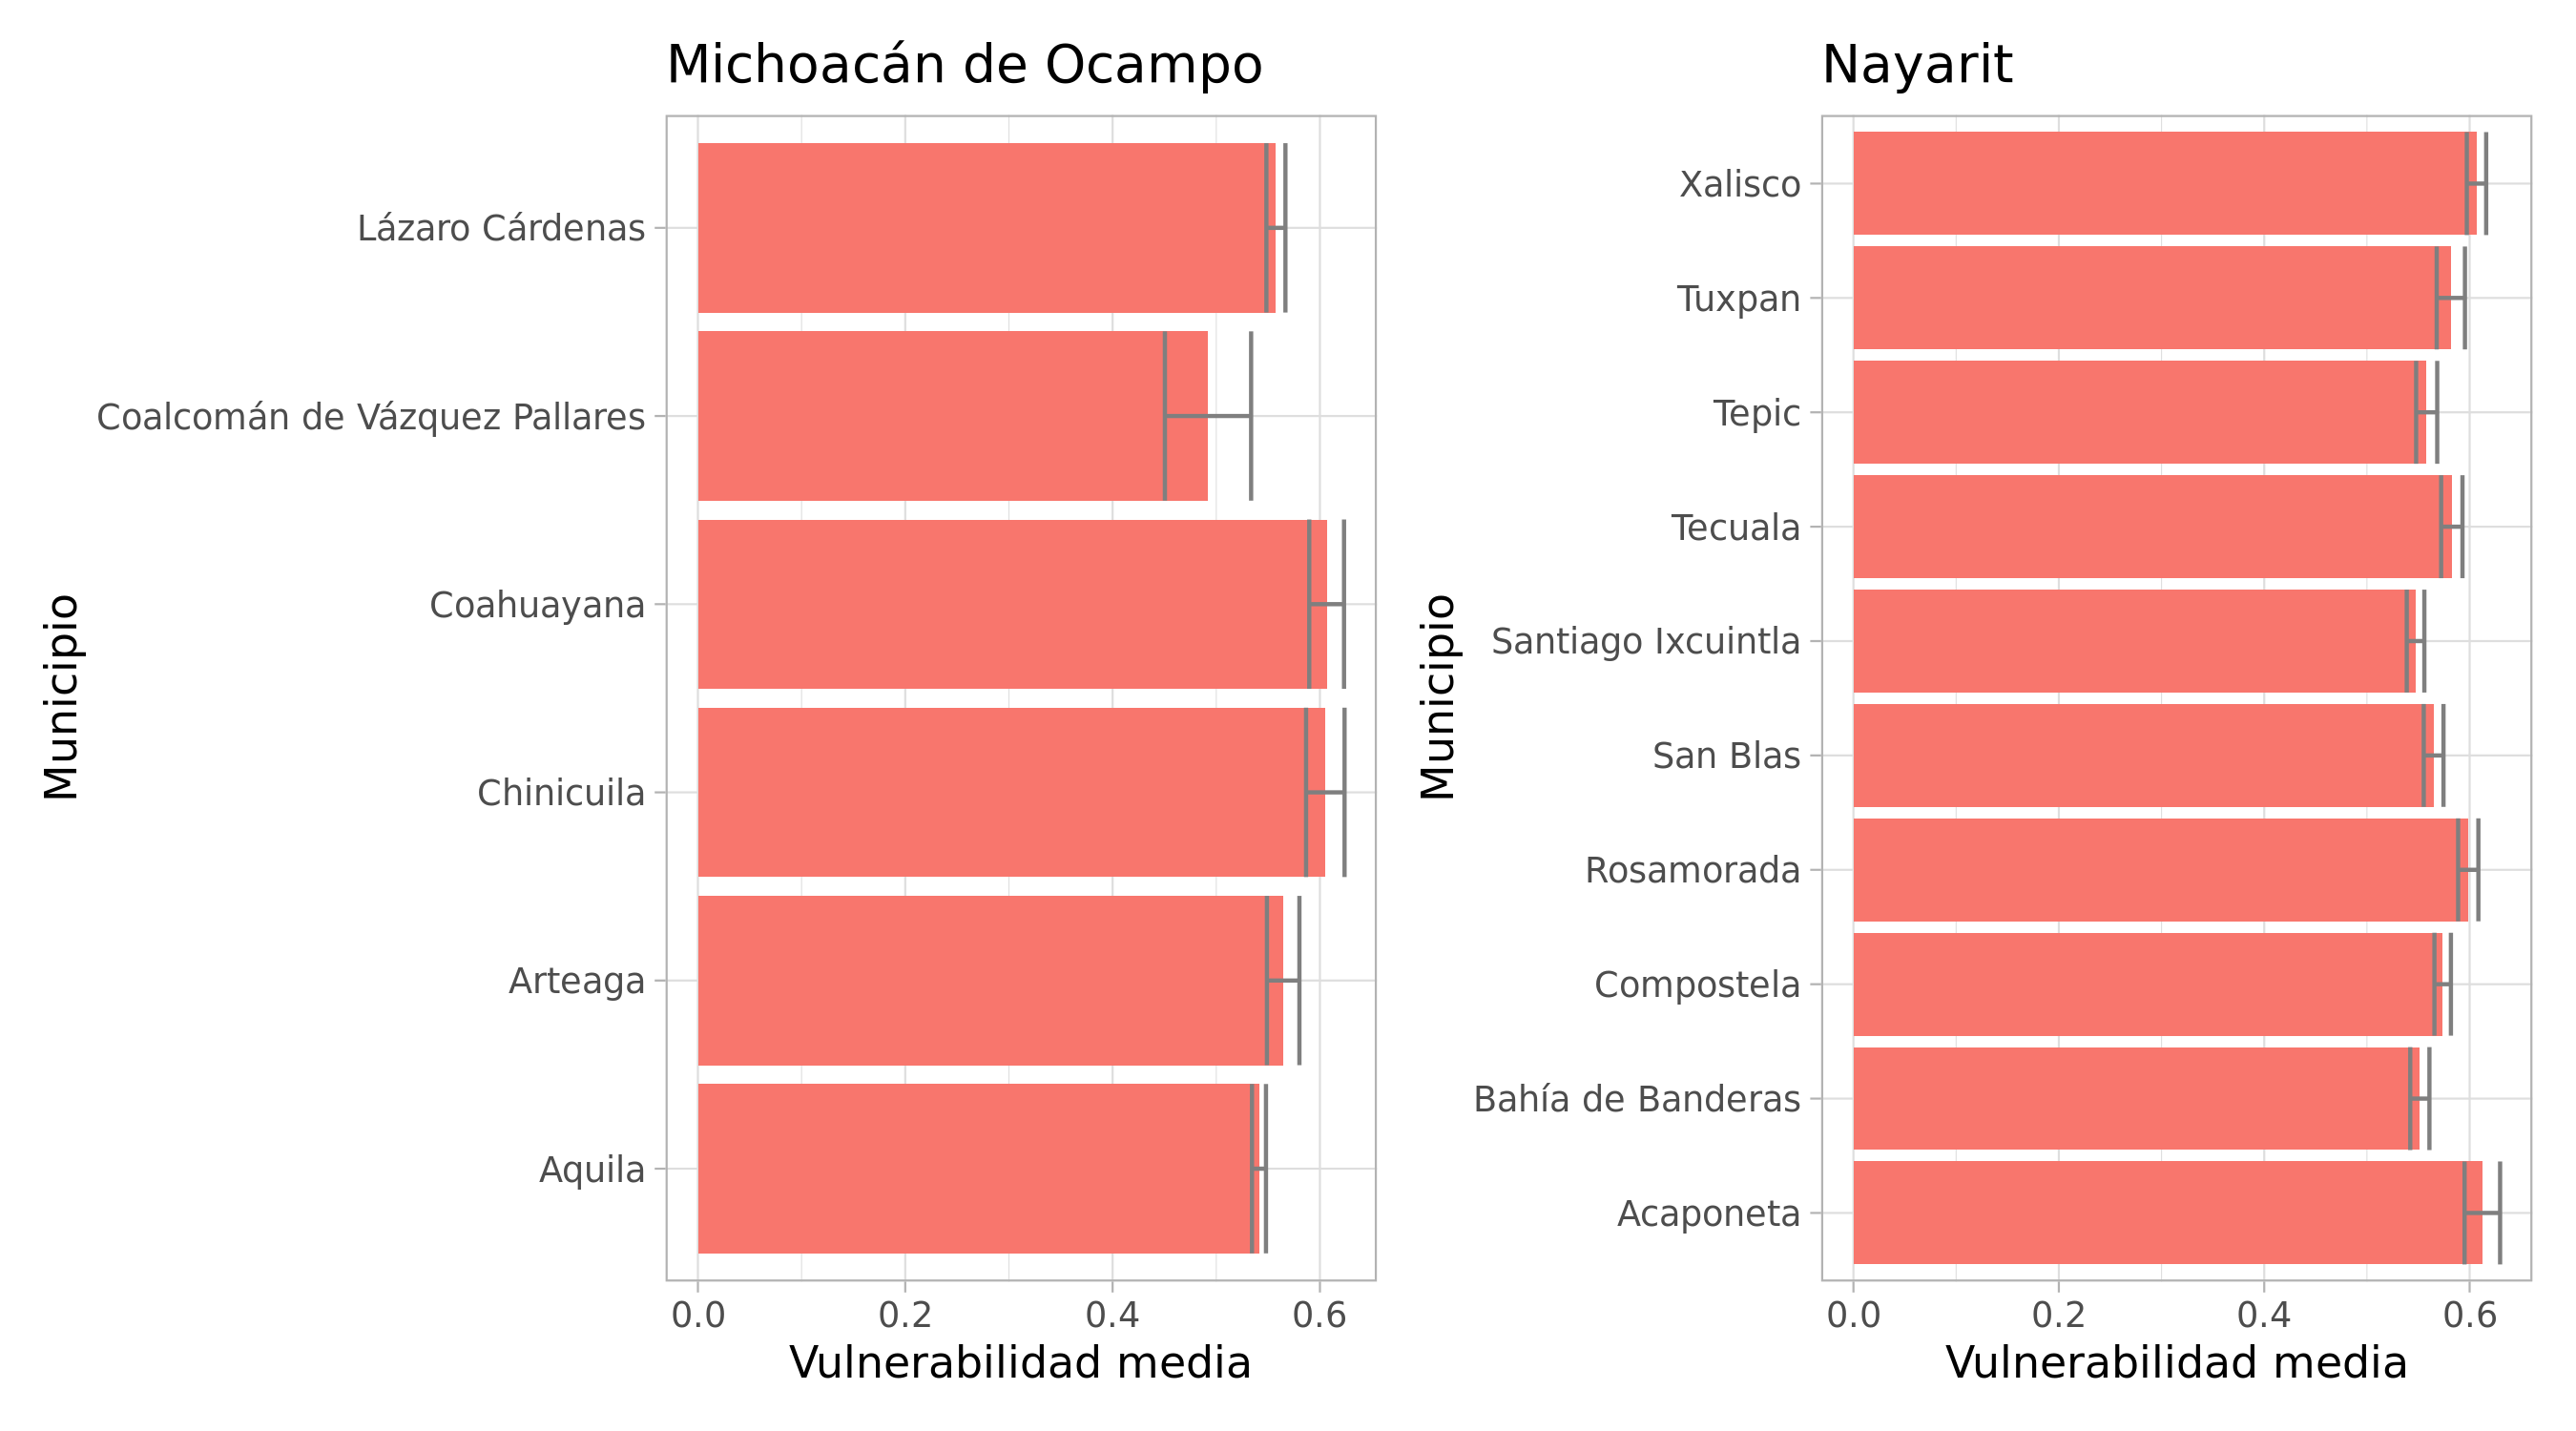 Michoacán de Ocampo
Municipio
Lázaro Cárdenas
Coalcomán de Vázquez Pallares
Coahuayana
Chinicuila
Arteaga
Aquila
0.0 0.2 0.4 0.6
Vulnerabilidad media
Nayarit
Municipio
Xalisco
Tuxpan
Tepic
Tecuala
Santiago Ixcuintla
San Blas
Rosamorada
Compostela
Bahía de Banderas
Acaponeta
0.0 0.2 0.4 0.6
Vulnerabilidad media